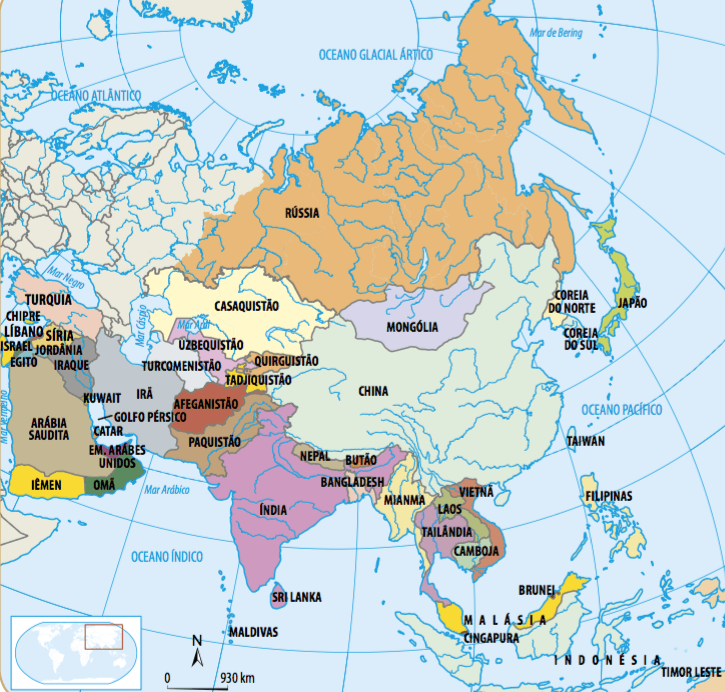 Mar de Bering
OCEANO GLACIAL ÁRTICO
OCEANO ATLÂNTICO
RÚSSIA
Mar Negro
TURQUIA
Mar Cáspio
CASAQUISTÃO
MONGÓLIA
COREIA
DO NORTE
JAPÃO
CHIPRE
LÍBANO
SÍRIA
Mar Aral
UZBEQUISTÃO
COREIA
DO SUL
ISRAEL
JORDÂNIA
EGITO
IRAQUE
TURCOMENISTÃO
QUIRGUISTÃO
TADJIQUISTÃO
KUWAIT
IRÃ
AFEGANISTÃO
CHINA
GOLFO PÉRSICO
OCEANO PACÍFICO
Mar Vermelho
ARÁBIA
SAUDITA
CATAR
PAQUISTÃO
TAIWAN
EM. ARABES
UNIDOS
NEPAL
BUTÃO
IÊMEN
OMÃ
Mar Arábico
BANGLADESH
MIANMA
VIETNÃ
FILIPINAS
ÍNDIA
LAOS
TAILÂNDIA
CAMBOJA
OCEANO ÍNDICO
SRI LANKA
BRUNEI
MALÁSIA
MALDIVAS
CINGAPURA
INDONÉSIA
TIMOR LESTE
N
0 930 km